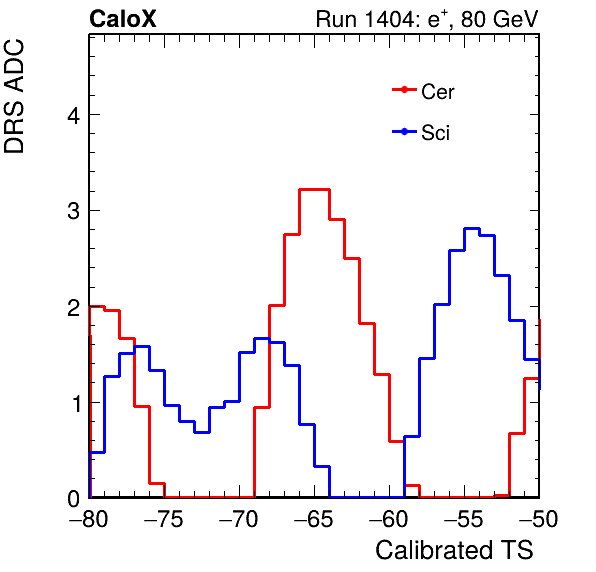 CaloX Run 1404: e⁺, 80 GeV
DRS ADC
Cer
Sci
4
3
2
1
0
−80 −75 −70 −65 −60 −55 −50
Calibrated TS